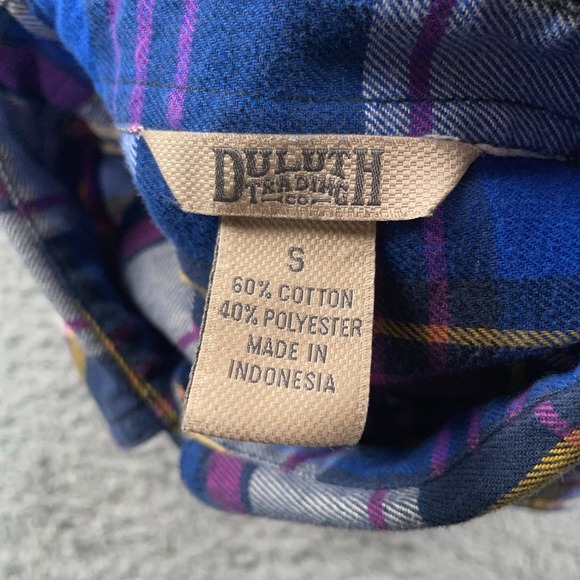 DULUTH
TRADING
CO
S
60% COTTON
40% POLYESTER
MADE IN
INDONESIA